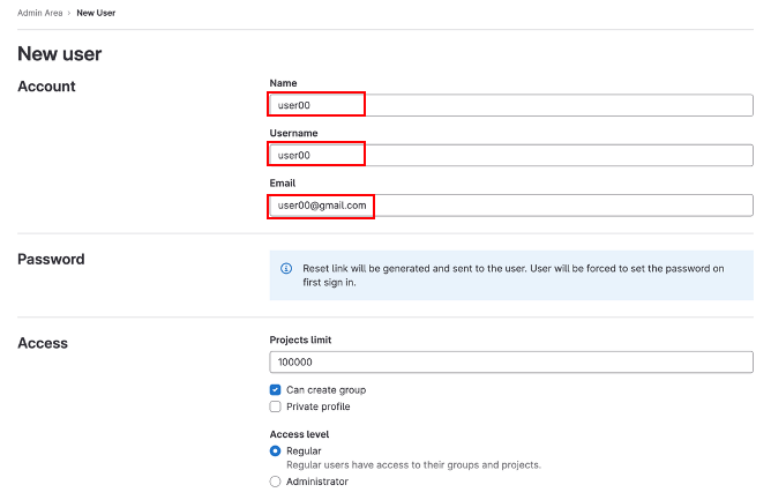 Admin Area › New User
New user
Account
Name
user00
Username
user00
Email
user00@gmail.com
Password
Reset link will be generated and sent to the user. User will be forced to set the password on
first sign in.
Access
Projects limit
100000
Can create group
Private profile
Access level
Regular
Regular users have access to their groups and projects.
Administrator